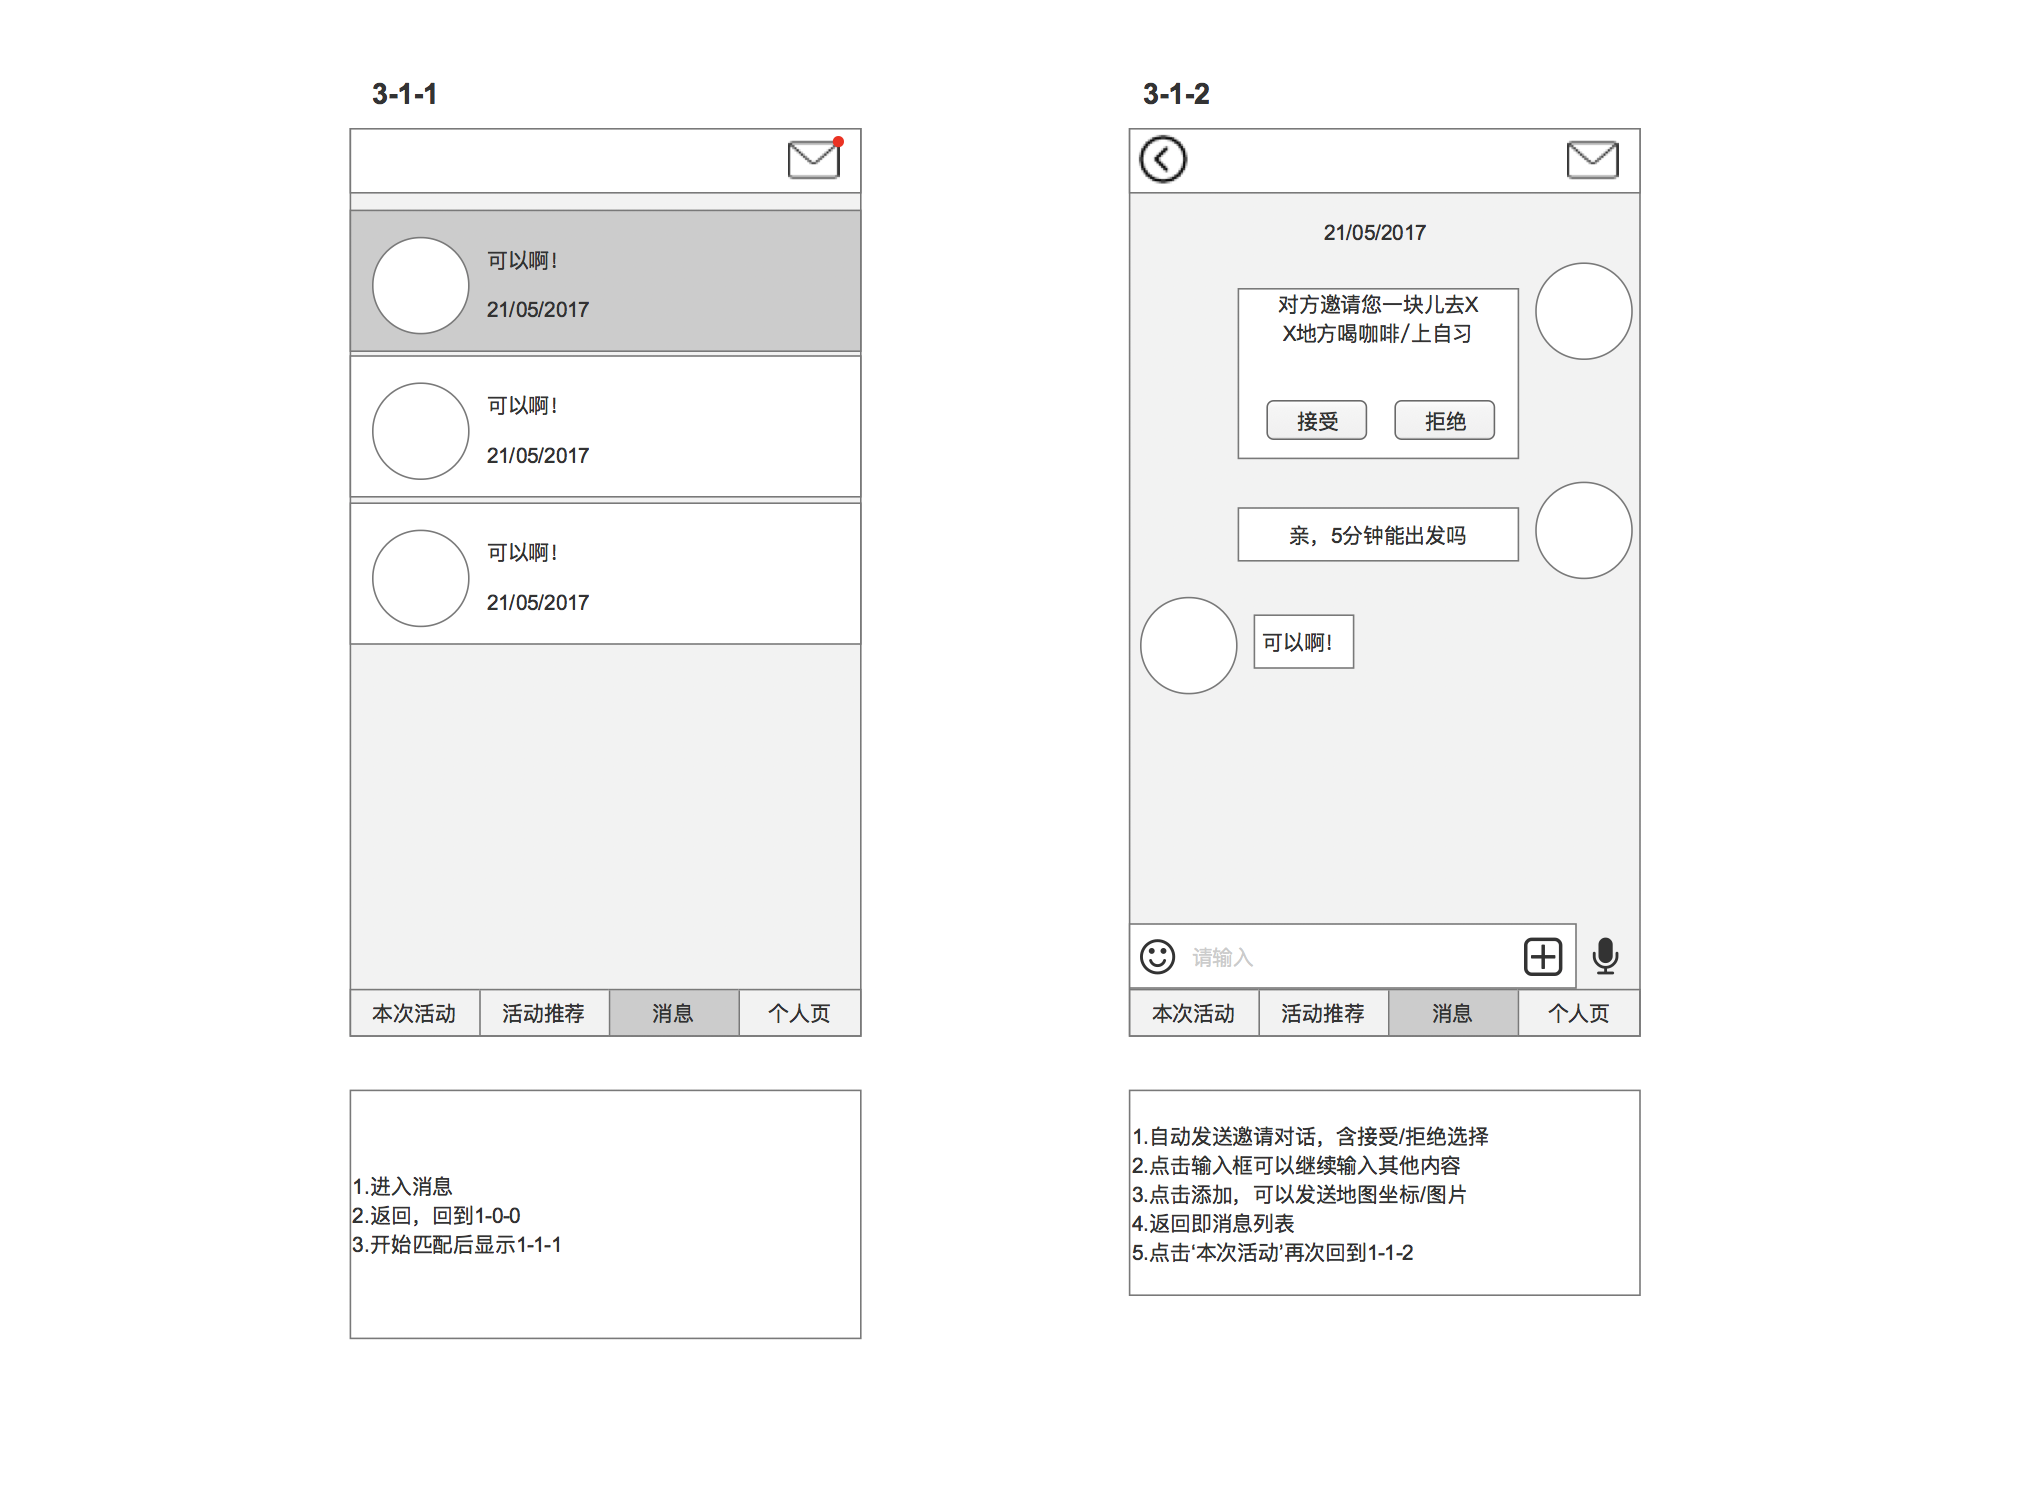 3-1-1
可以啊！
21/05/2017
可以啊！
21/05/2017
可以啊！
21/05/2017
本次活动
活动推荐
消息
个人页
1.进入消息
2.返回，回到1-0-0
3.开始匹配后显示1-1-1
3-1-2
21/05/2017
对方邀请您一块儿去X
X地方喝咖啡/上自习
接受
拒绝
亲，5分钟能出发吗
可以啊！
请输入
本次活动
活动推荐
消息
个人页
1.自动发送邀请对话，含接受/拒绝选择
2.点击输入框可以继续输入其他内容
3.点击添加，可以发送地图坐标/图片
4.返回即消息列表
5.点击‘本次活动’再次回到1-1-2